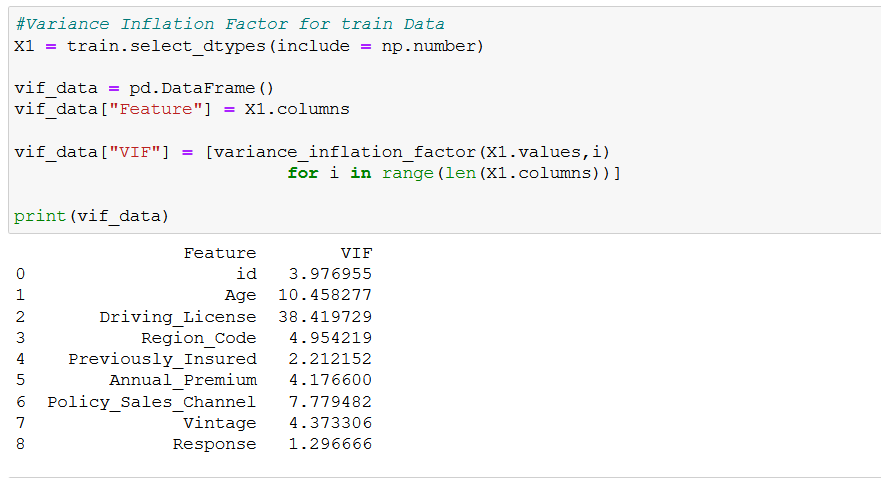 #Variance Inflation Factor for train Data
X1 = train.select_dtypes(include = np.number)
vif_data = pd.DataFrame()
vif_data["Feature"] = X1.columns
vif_data["VIF"] = [variance_inflation_factor(X1.values,i)
for i in range(len(X1.columns))]
print(vif_data)
Feature VIF
0 id 3.976955
1 Age 10.458277
2 Driving_License 38.419729
3 Region_Code 4.954219
4 Previously_Insured 2.212152
5 Annual_Premium 4.176600
6 Policy_Sales_Channel 7.779482
7 Vintage 4.373306
8 Response 1.296666